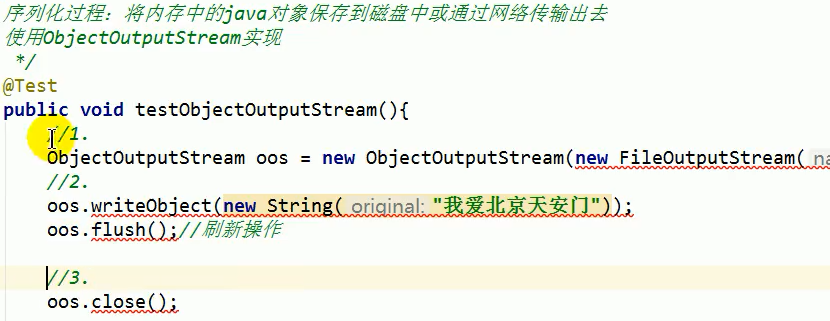 序列化过程：将内存中的java对象保存到磁盘中或通过网络传输出去
使用ObjectOutputStream实现
*/
@Test
public void testObjectOutputStream(){
//1.
ObjectOutputStream oos = new ObjectOutputStream(new FileOutputStream( na
//2.
oos.writeObject(new String( original: "我爱北京天安门"));
oos.flush();//刷新操作
//3.
oos.close();